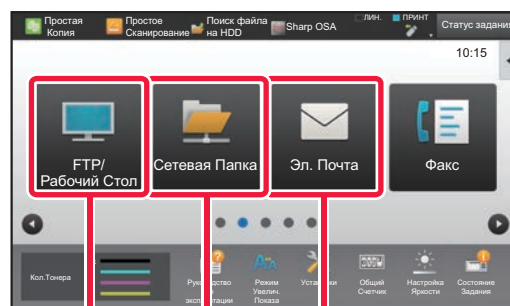 Простая
Копия
Простое
Сканирование
Поиск файла
на HDD
Sharp OSA
ЛИН.
ПРИНТ
Статус задания
10:15
FTP/
Рабочий Стол
Сетевая Папка
Эл. Почта
Факс
Кол.Тонера
эксплуатации
Режим
Увелич.
Показа
Общий
Счетчик
Настройка
Яркости
Состояние
Задания